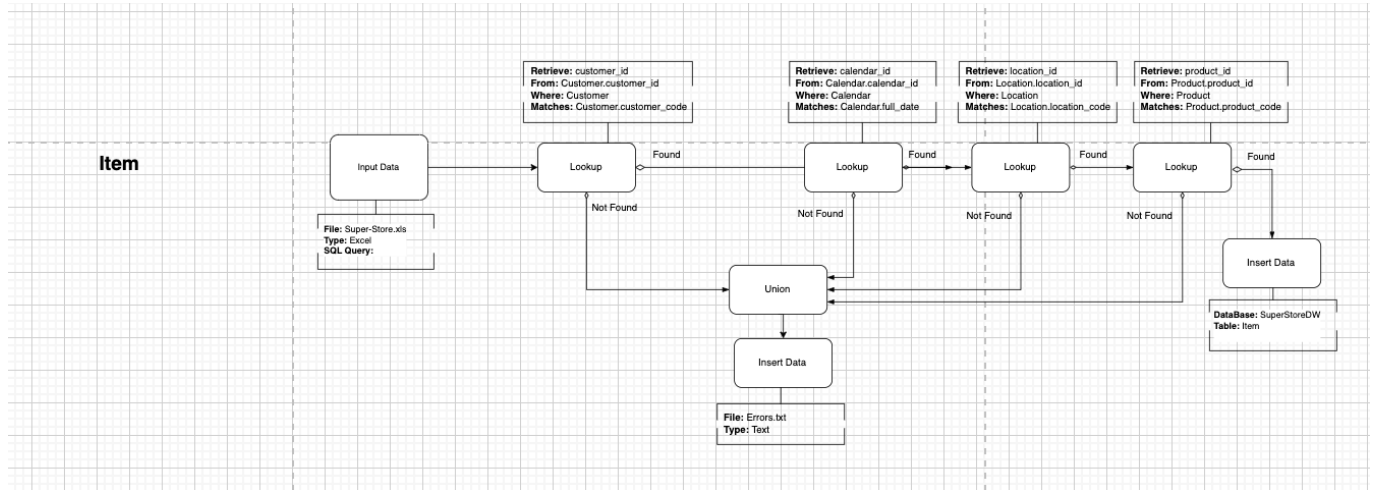 Retrieve: customer_id
From: Customer.customer_id
Where: Customer
Matches: Customer.customer_code
Retrieve: calendar_id
From: Calendar.calendar_id
Where: Calendar
Matches: Calendar.full_date
Retrieve: location_id
From: Location.location_id
Where: Location
Matches: Location.location_code
Retrieve: product_id
From: Product.product_id
Where: Product
Matches: Product.product_code
Item
Input Data
Lookup
Found
Lookup
Found
Lookup
Found
Lookup
Found
Not Found
Not Found
Not Found
Not Found
File: Super-Store.xls
Type: Excel
SQL Query:
Insert Data
Union
DataBase: SuperStoreDW
Table: Item
Insert Data
File: Errors.txt
Type: Text